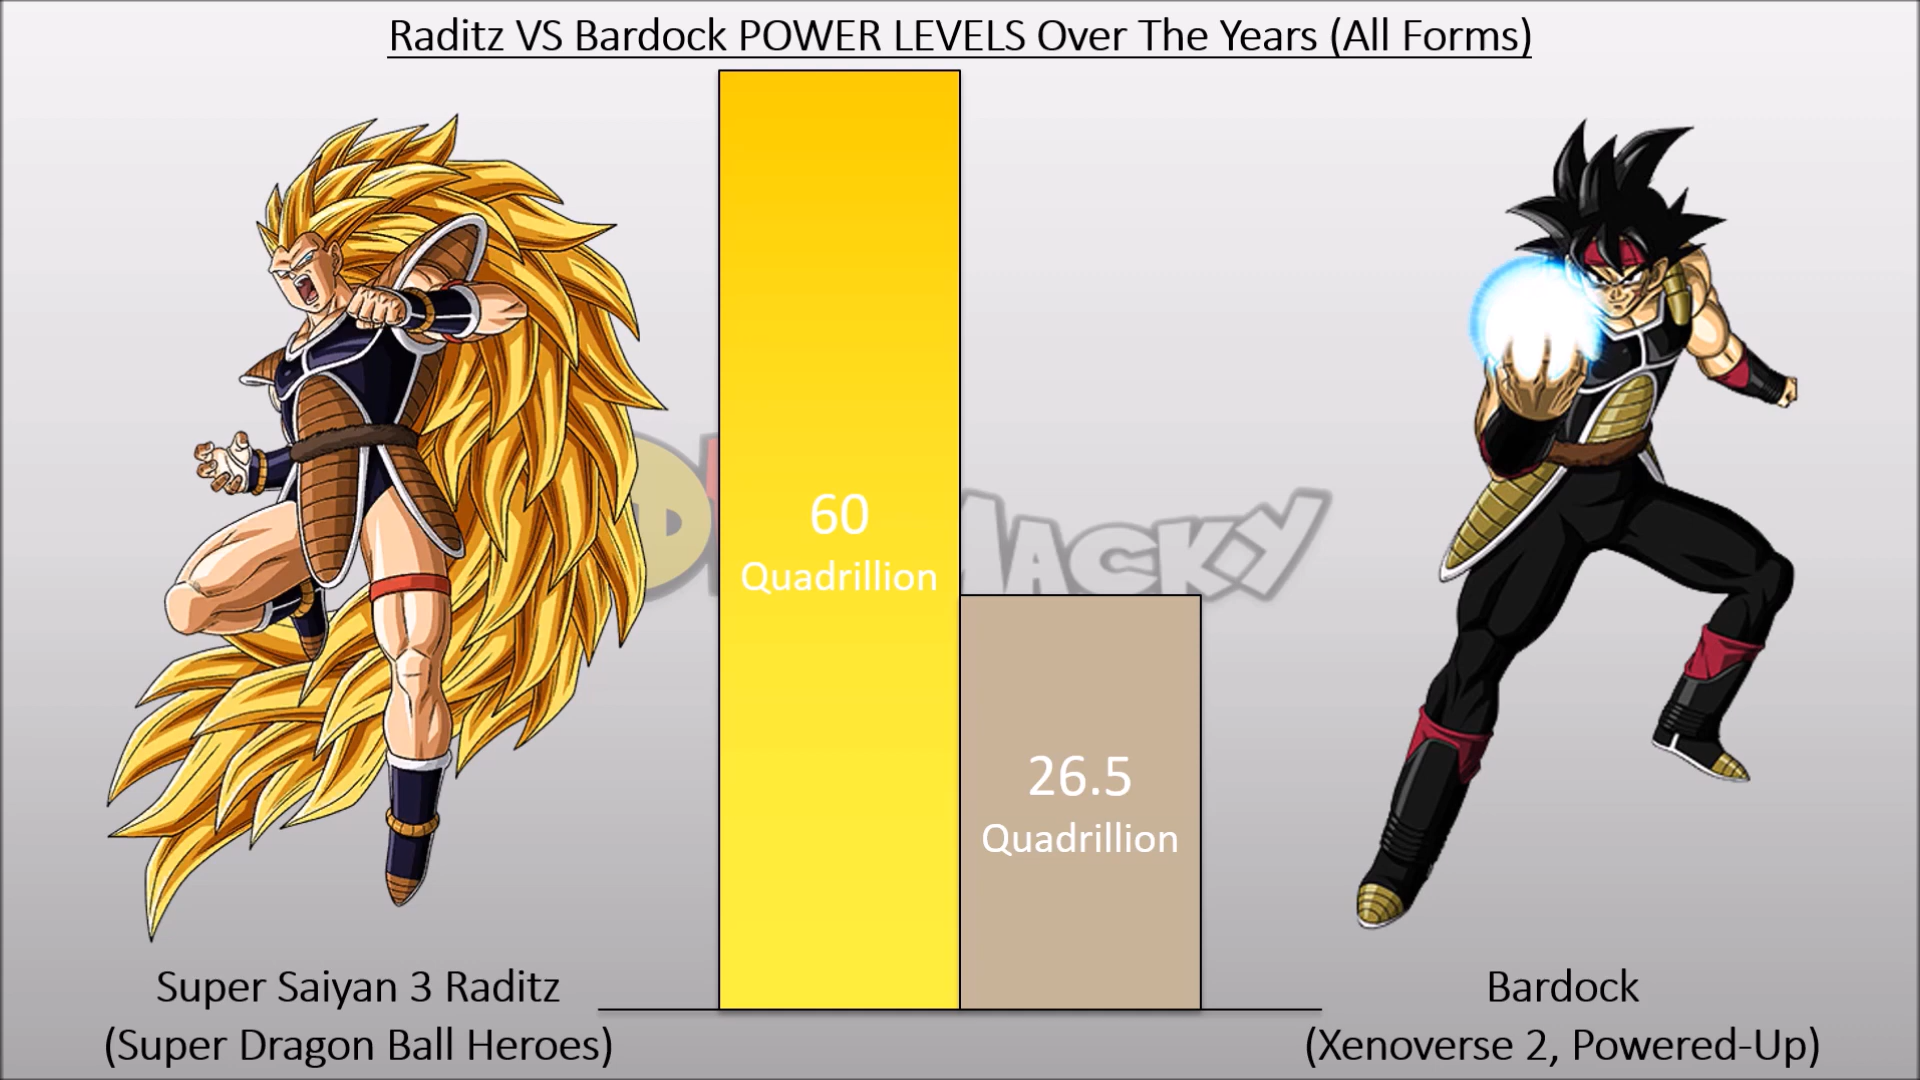 Raditz VS Bardock POWER LEVELS Over The Years (All Forms)
60
Quadrillion
26.5
Quadrillion
Super Saiyan 3 Raditz
(Super Dragon Ball Heroes)
Bardock
(Xenoverse 2, Powered-Up)